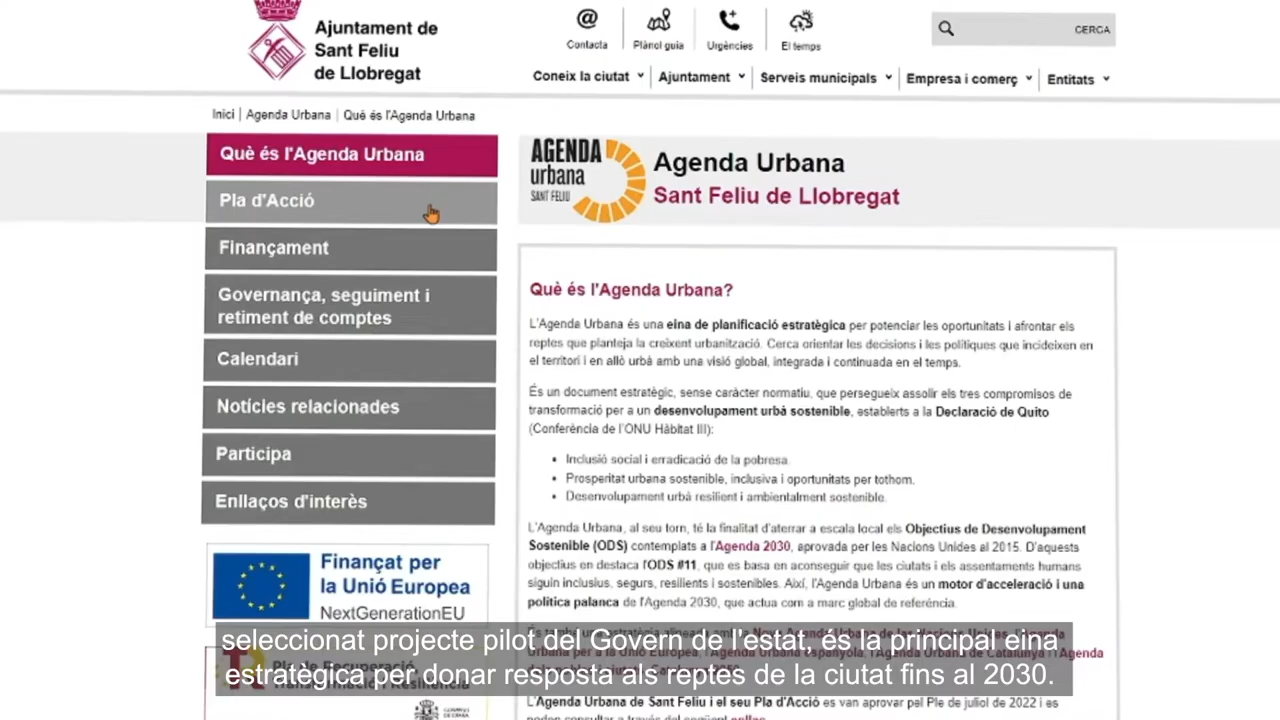 Ajuntament de
Sant Feliu
de Llobregat
Contacta
Plànol guia
Urgències
El temps
CERCA
Coneix la ciutat
Ajuntament
Serveis municipals
Empresa i comerç
Entitats
Inici | Agenda Urbana | Què és l'Agenda Urbana
Què és l'Agenda Urbana
Pla d'Acció
Finançament
Governança, seguiment i
retiment de comptes
Calendari
Notícies relacionades
Participa
Enllaços d'interès
Finançat per
la Unió Europea
NextGenerationEU
AGENDA
urbana
SANT FELIU
Agenda Urbana
Sant Feliu de Llobregat
Què és l'Agenda Urbana?
L'Agenda Urbana és una eina de planificació estratègica per potenciar les oportunitats i afrontar els
reptes que planteja la creixent urbanització. Cerca orientar les decisions i les polítiques que incideixen en
el territori i en allò urbà amb una visió global, integrada i continuada en el temps.
És un document estratègic, sense caràcter normatiu, que persegueix assolir els tres compromisos de
transformació per a un desenvolupament urbà sostenible, establerts a la Declaració de Quito
(Conferència de l'ONU Hàbitat III):
• Inclusió social i erradicació de la pobresa.
• Prosperitat urbana sostenible, inclusiva i oportunitats per tothom.
• Desenvolupament urbà resilient i ambientalment sostenible.
L'Agenda Urbana, al seu torn, té la finalitat d'aterrar a escala local els Objectius de Desenvolupament
Sostenible (ODS) contemplats a l'Agenda 2030, aprovada per les Nacions Unides al 2015. D'aquests
objectius en destaca l'ODS #11, que es basa en aconseguir que les ciutats i els assentaments humans
siguin inclusius, segurs, resilients i sostenibles. Així, l'Agenda Urbana és un motor d'acceleració i una
política palanca de l'Agenda 2030, que actua com a marc global de referència.
seleccionat projecte pilot del Govern de l'estat, és la principal eina
estratègica per donar resposta als reptes de la ciutat fins al 2030.
L'Agenda Urbana de Sant Feliu i el seu Pla d'Acció es van aprovar pel Ple de juliol de 2022 i es